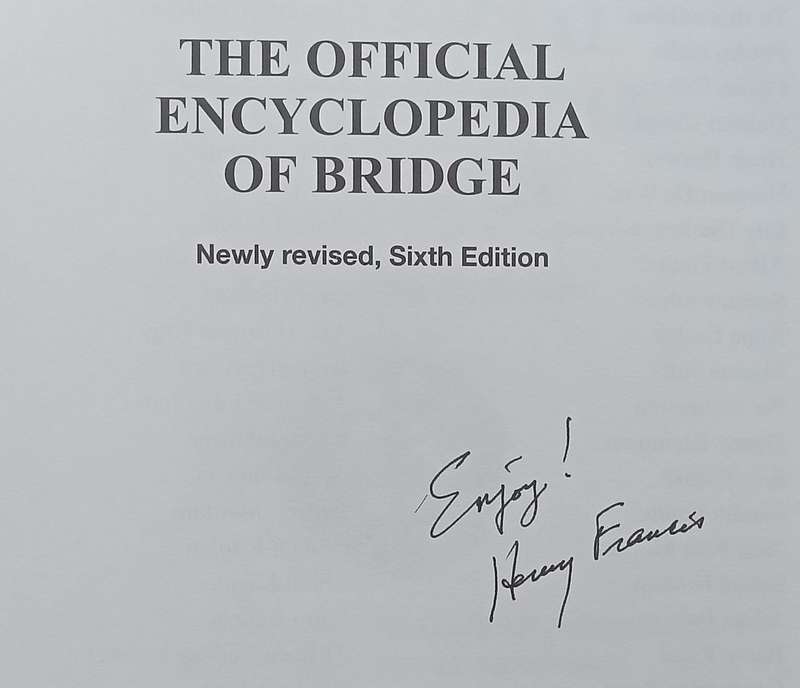 THE OFFICIAL
ENCYCLOPEDIA
OF BRIDGE
Newly revised, Sixth Edition
Enjoy!
Henry Francis